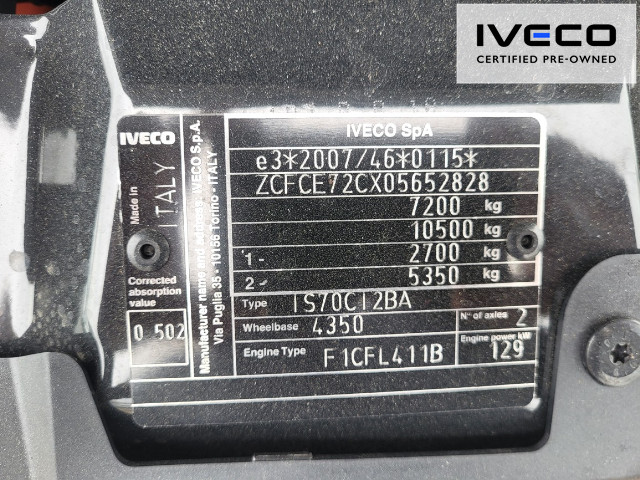 IVECO
CERTIFIED PRE-OWNED
IVECO
Made in
ITALY
Corrected
absorption
value
0 502
Manufacturer name and address - IVECO S.p.A.
Via Puglia 35 - 10156 Torino - ITALY
IVECO SpA
e3*2007/46*0115*
ZCFCE72CX05652828
7200 kg
10500 kg
1 - 2700 kg
2 - 5350 kg
Type IS70CI2BA
N° of axles 2
Wheelbase 4350
Engine power kW 129
Engine Type F1CFL411B